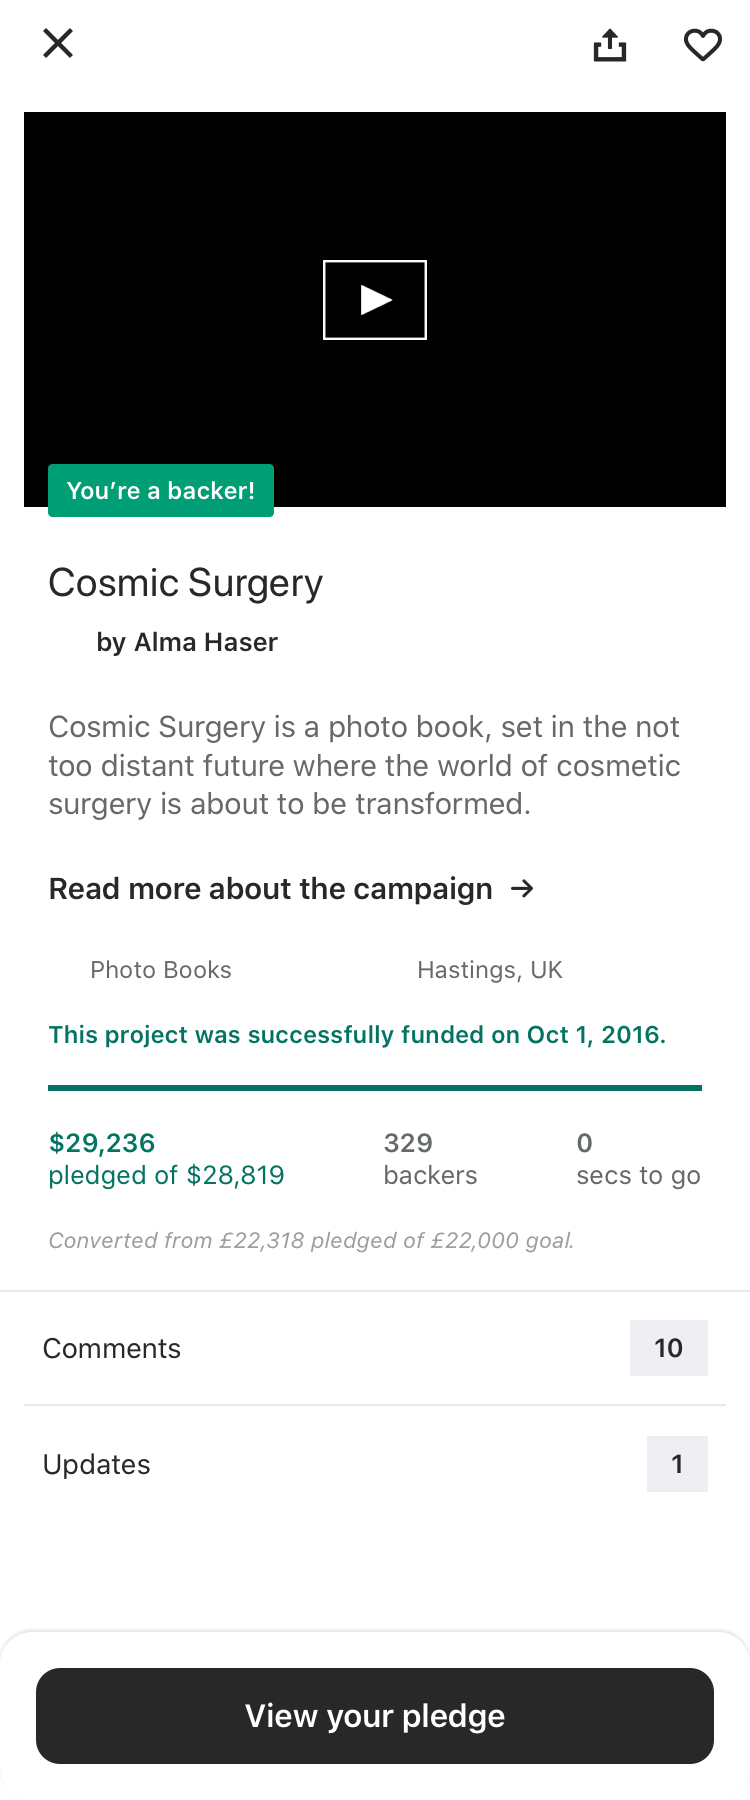 You're a backer!
Cosmic Surgery
by Alma Haser
Cosmic Surgery is a photo book, set in the not
too distant future where the world of cosmetic
surgery is about to be transformed.
Read more about the campaign →
Photo Books
Hastings, UK
This project was successfully funded on Oct 1, 2016.
$29,236
pledged of $28,819
329
backers
0
secs to go
Converted from £22,318 pledged of £22,000 goal.
Comments
10
Updates
1
View your pledge